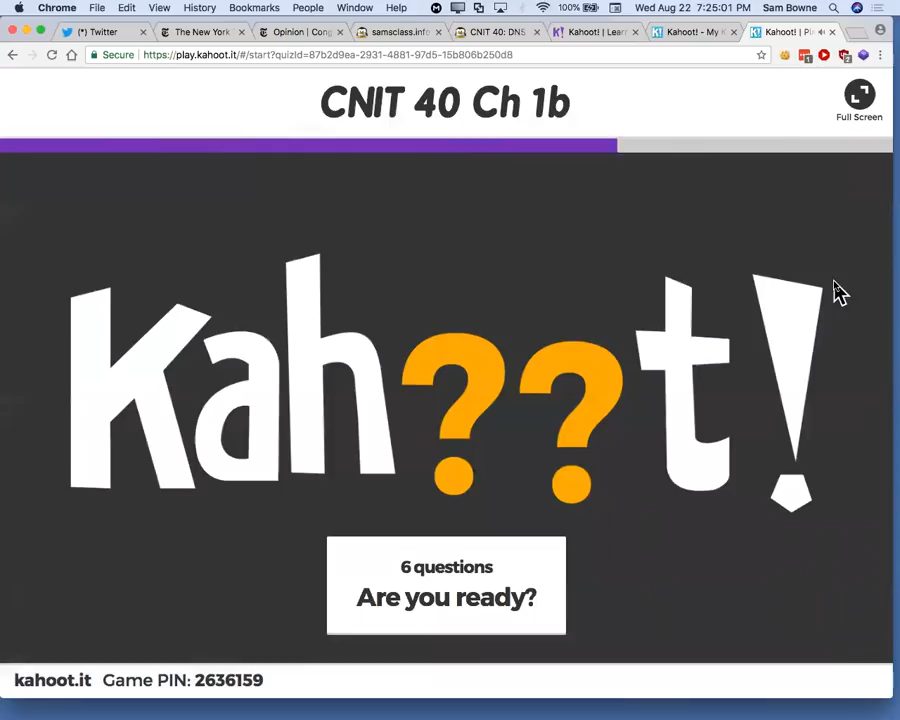 Chrome File Edit View History Bookmarks People Window Help 100% Wed Aug 22 7:25:01 PM Sam Bowne
(*) Twitter The New York Opinion | Cong samsclass.info CNIT 40: DNS Kahoot! | Learn Kahoot! - My K Kahoot! | Pl
Secure https://play.kahoot.it/#/start?quizId=87b2d9ea-2931-4881-97d5-15b806b250d8
CNIT 40 Ch 1b
Full Screen
Kah??t!
6 questions
Are you ready?
kahoot.it Game PIN: 2636159